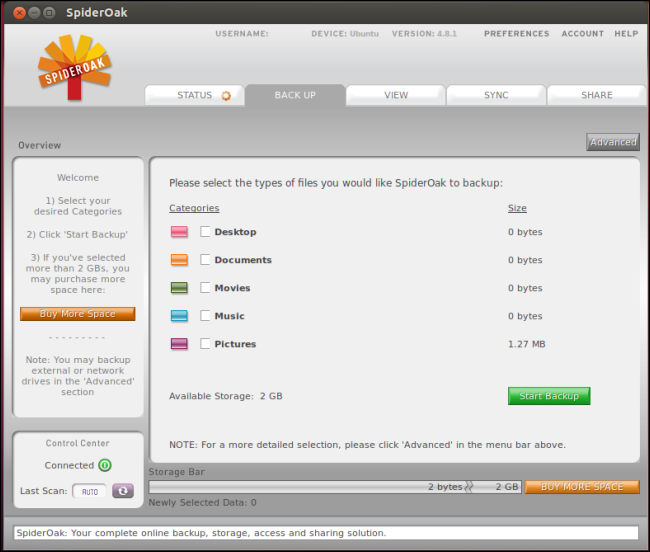 SpiderOak
USERNAME: DEVICE: Ubuntu VERSION: 4.8.1 PREFERENCES ACCOUNT HELP
SPIDEROAK
STATUS BACK UP VIEW SYNC SHARE
Overview
Advanced
Welcome
1) Select your
desired Categories
2) Click 'Start Backup'
3) If you've selected
more than 2 GBs, you
may purchase more
space here:
Buy More Space
- - - - - - - - -
Note: You may backup
external or network
drives in the 'Advanced'
section
Please select the types of files you would like SpiderOak to backup:
Categories Size
Desktop 0 bytes
Documents 0 bytes
Movies 0 bytes
Music 0 bytes
Pictures 1.27 MB
Available Storage: 2 GB Start Backup
NOTE: For a more detailed selection, please click 'Advanced' in the menu bar above.
Control Center
Connected
Last Scan: AUTO
Storage Bar
2 bytes 2 GB BUY MORE SPACE
Newly Selected Data: 0
SpiderOak: Your complete online backup, storage, access and sharing solution.